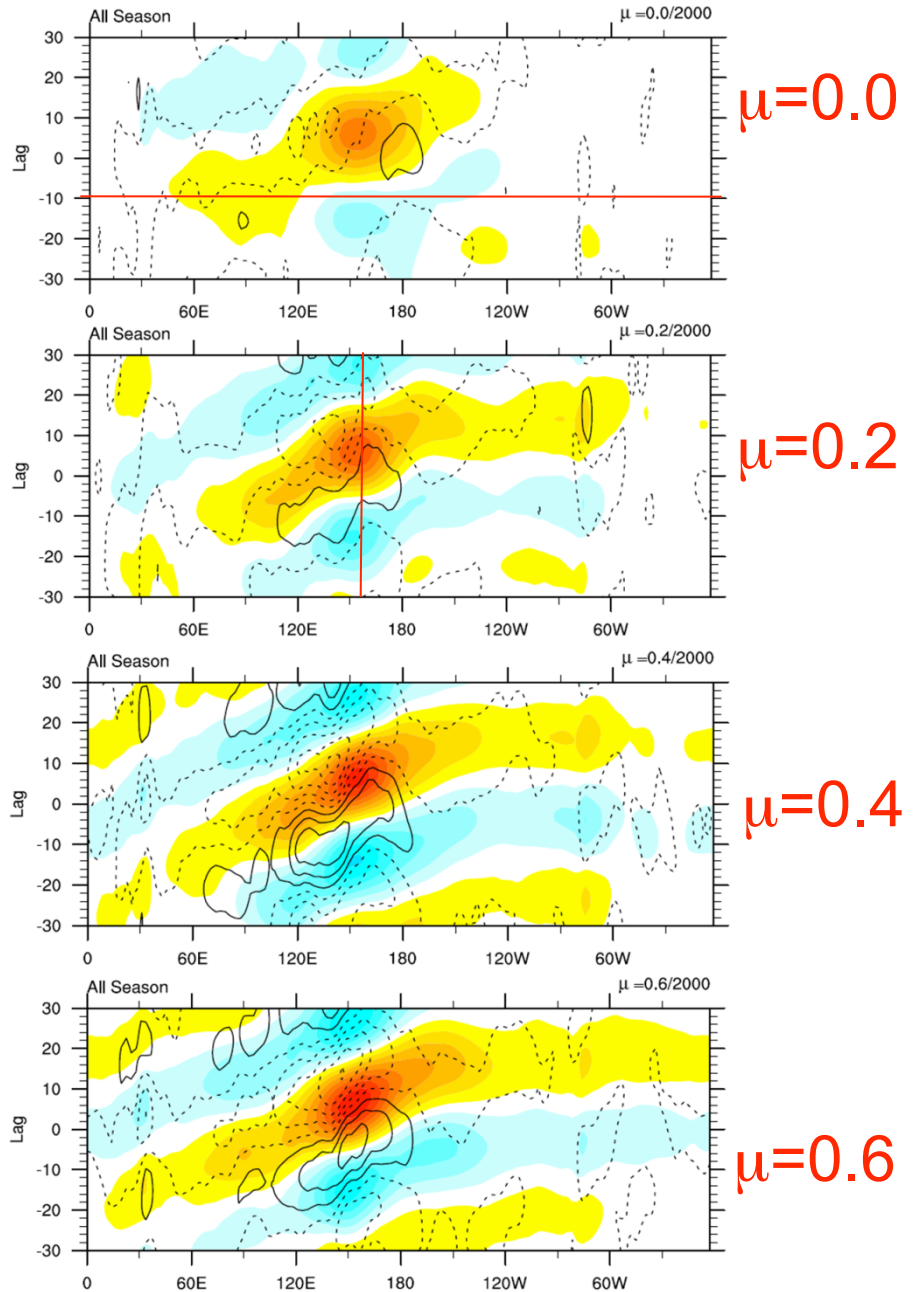 All Season μ =0.0/2000
30
20
10
0
-10
-20
-30
Lag
0 60E 120E 180 120W 60W
μ=0.0
All Season μ =0.2/2000
30
20
10
0
-10
-20
-30
Lag
0 60E 120E 180 120W 60W
μ=0.2
All Season μ =0.4/2000
30
20
10
0
-10
-20
-30
Lag
0 60E 120E 180 120W 60W
μ=0.4
All Season μ =0.6/2000
30
20
10
0
-10
-20
-30
Lag
0 60E 120E 180 120W 60W
μ=0.6